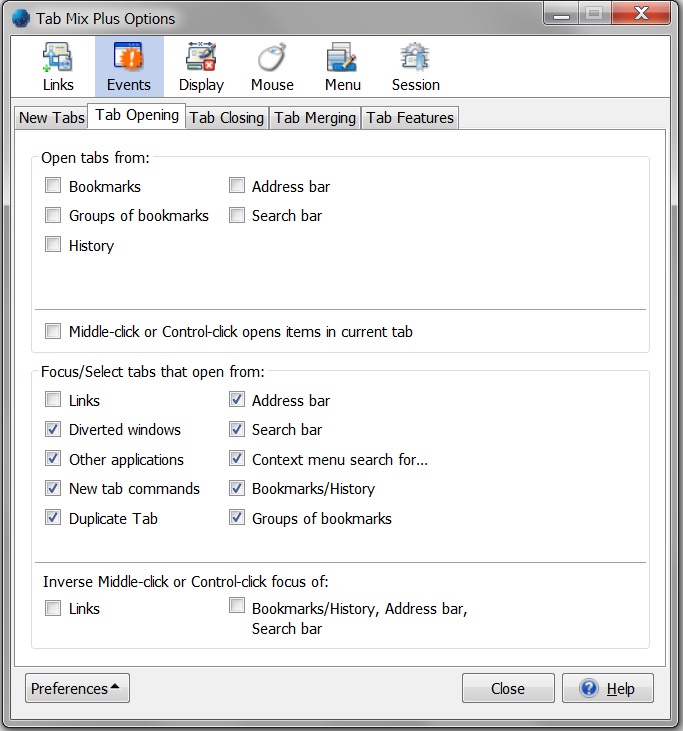 Tab Mix Plus Options
Links Events Display Mouse Menu Session
New Tabs Tab Opening Tab Closing Tab Merging Tab Features
Open tabs from:
Bookmarks Address bar
Groups of bookmarks Search bar
History
Middle-click or Control-click opens items in current tab
Focus/Select tabs that open from:
Links Address bar
Diverted windows Search bar
Other applications Context menu search for...
New tab commands Bookmarks/History
Duplicate Tab Groups of bookmarks
Inverse Middle-click or Control-click focus of:
Links Bookmarks/History, Address bar,
Search bar
Preferences Close Help